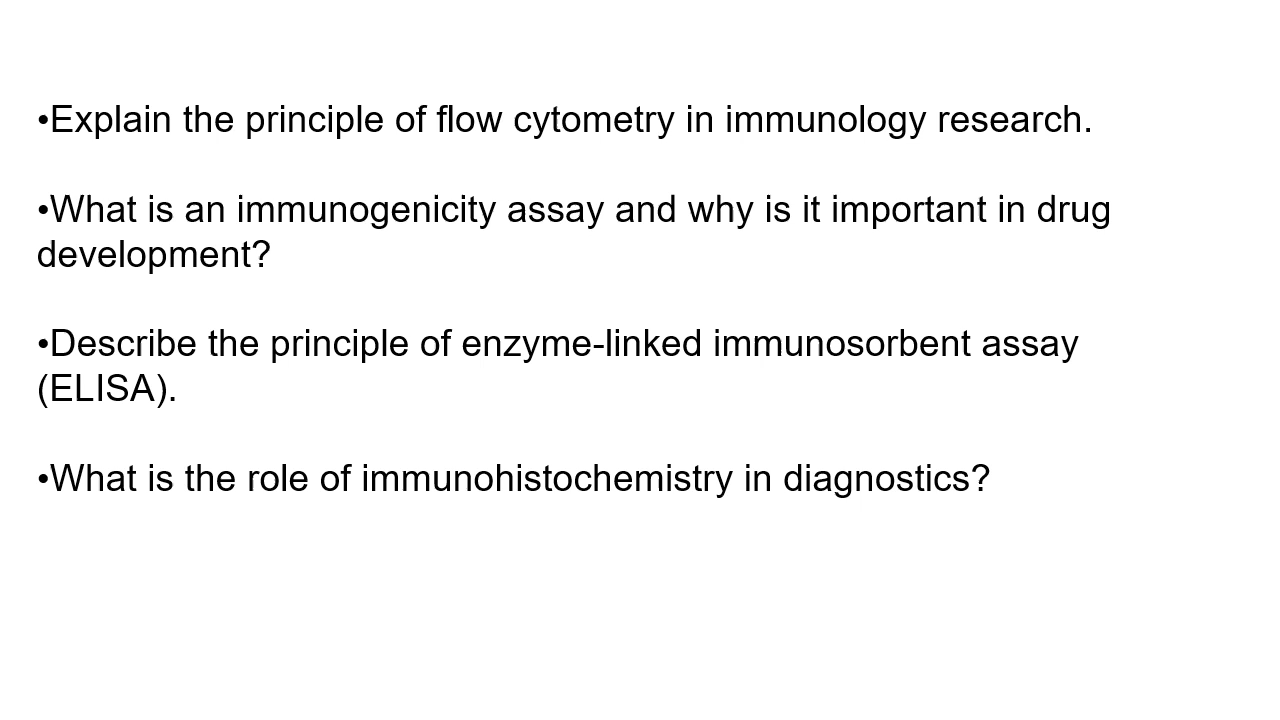 •Explain the principle of flow cytometry in immunology research.
•What is an immunogenicity assay and why is it important in drug
development?
•Describe the principle of enzyme-linked immunosorbent assay
(ELISA).
•What is the role of immunohistochemistry in diagnostics?